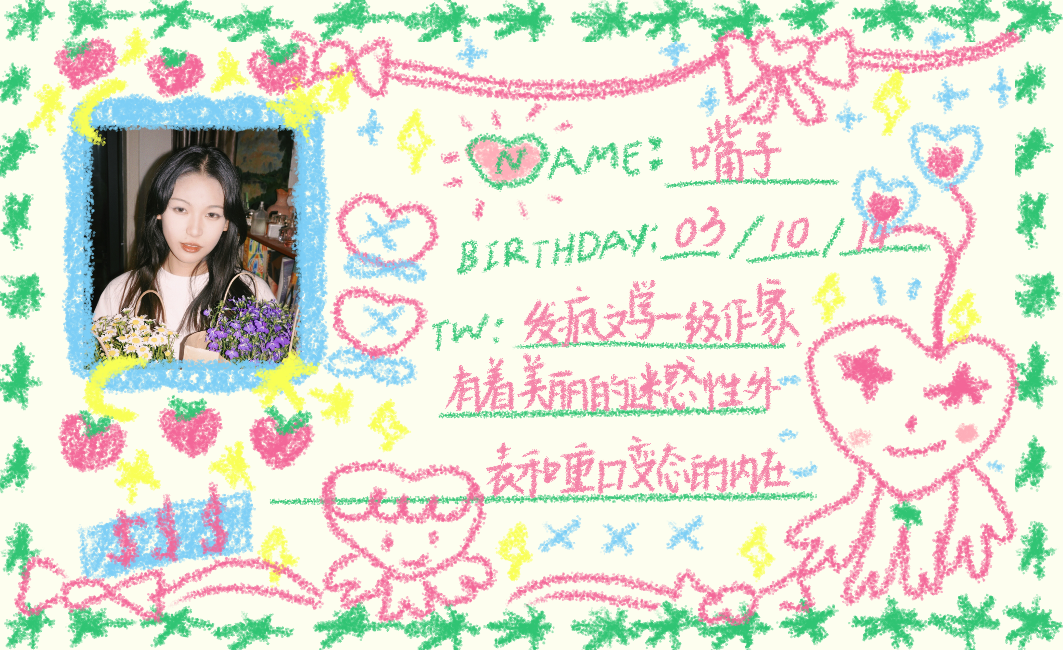 NAME: 嘴子
BIRTHDAY: 03/10/14
TW: 发疯文学一级作家,
有着美丽的迷惑性外
表和重口变态的内在